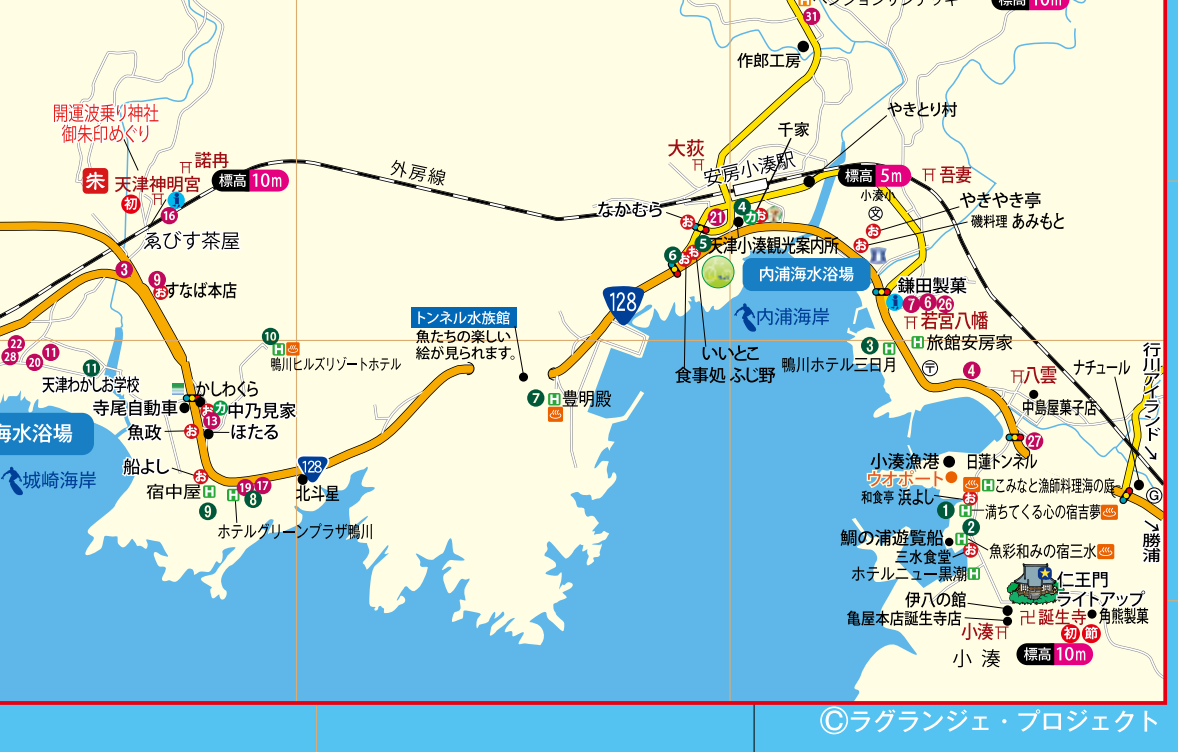 31
標高 10m
作郎工房
やきとり村
千家
開運波乗り神社
御朱印めぐり
朱
天津神明宮
初
16
諾冉
標高 10m
外房線
大荻
安房小湊駅
標高 5m
吾妻
小湊小
文
やきやき亭
磯料理 あみもと
お
お
なかむら
お
21
4
カ
お
ゑびす茶屋
3
9
お
すなば本店
5
天津小湊観光案内所
6
お
お
内浦海水浴場
128
内浦海岸
鎌田製菓
7
6
26
若宮八幡
旅館安房家
H
3
H
鴨川ホテル三日月
いいとこ
食事処 ふじ野
トンネル水族館
魚たちの楽しい
絵が見られます。
7
H
豊明殿
10
H
鴨川ヒルズリゾートホテル
22
28
20
11
11
天津わかしお学校
かしわくら
寺尾自動車
お
カ
中乃見家
13
魚政
お
ほたる
海水浴場
城崎海岸
船よし
お
宿中屋
H
9
H
19
17
8
128
北斗星
ホテルグリーンプラザ鴨川
〒
4
八雲
中島屋菓子店
ナチュール
行川アイランド
27
小湊漁港
日蓮トンネル
ウオポート
H
こみなと漁師料理海の庭
和食亭 浜よし
お
1
H
満ちてくる心の宿吉夢
G
勝浦
2
鯛の浦遊覧船
H
魚彩和みの宿三水
三水食堂
お
ホテルニュー黒潮
H
仁王門
ライトアップ
伊八の館
亀屋本店誕生寺店
卍誕生寺
角熊製菓
小湊
初
節
小湊
標高 10m
©ラグランジェ・プロジェクト